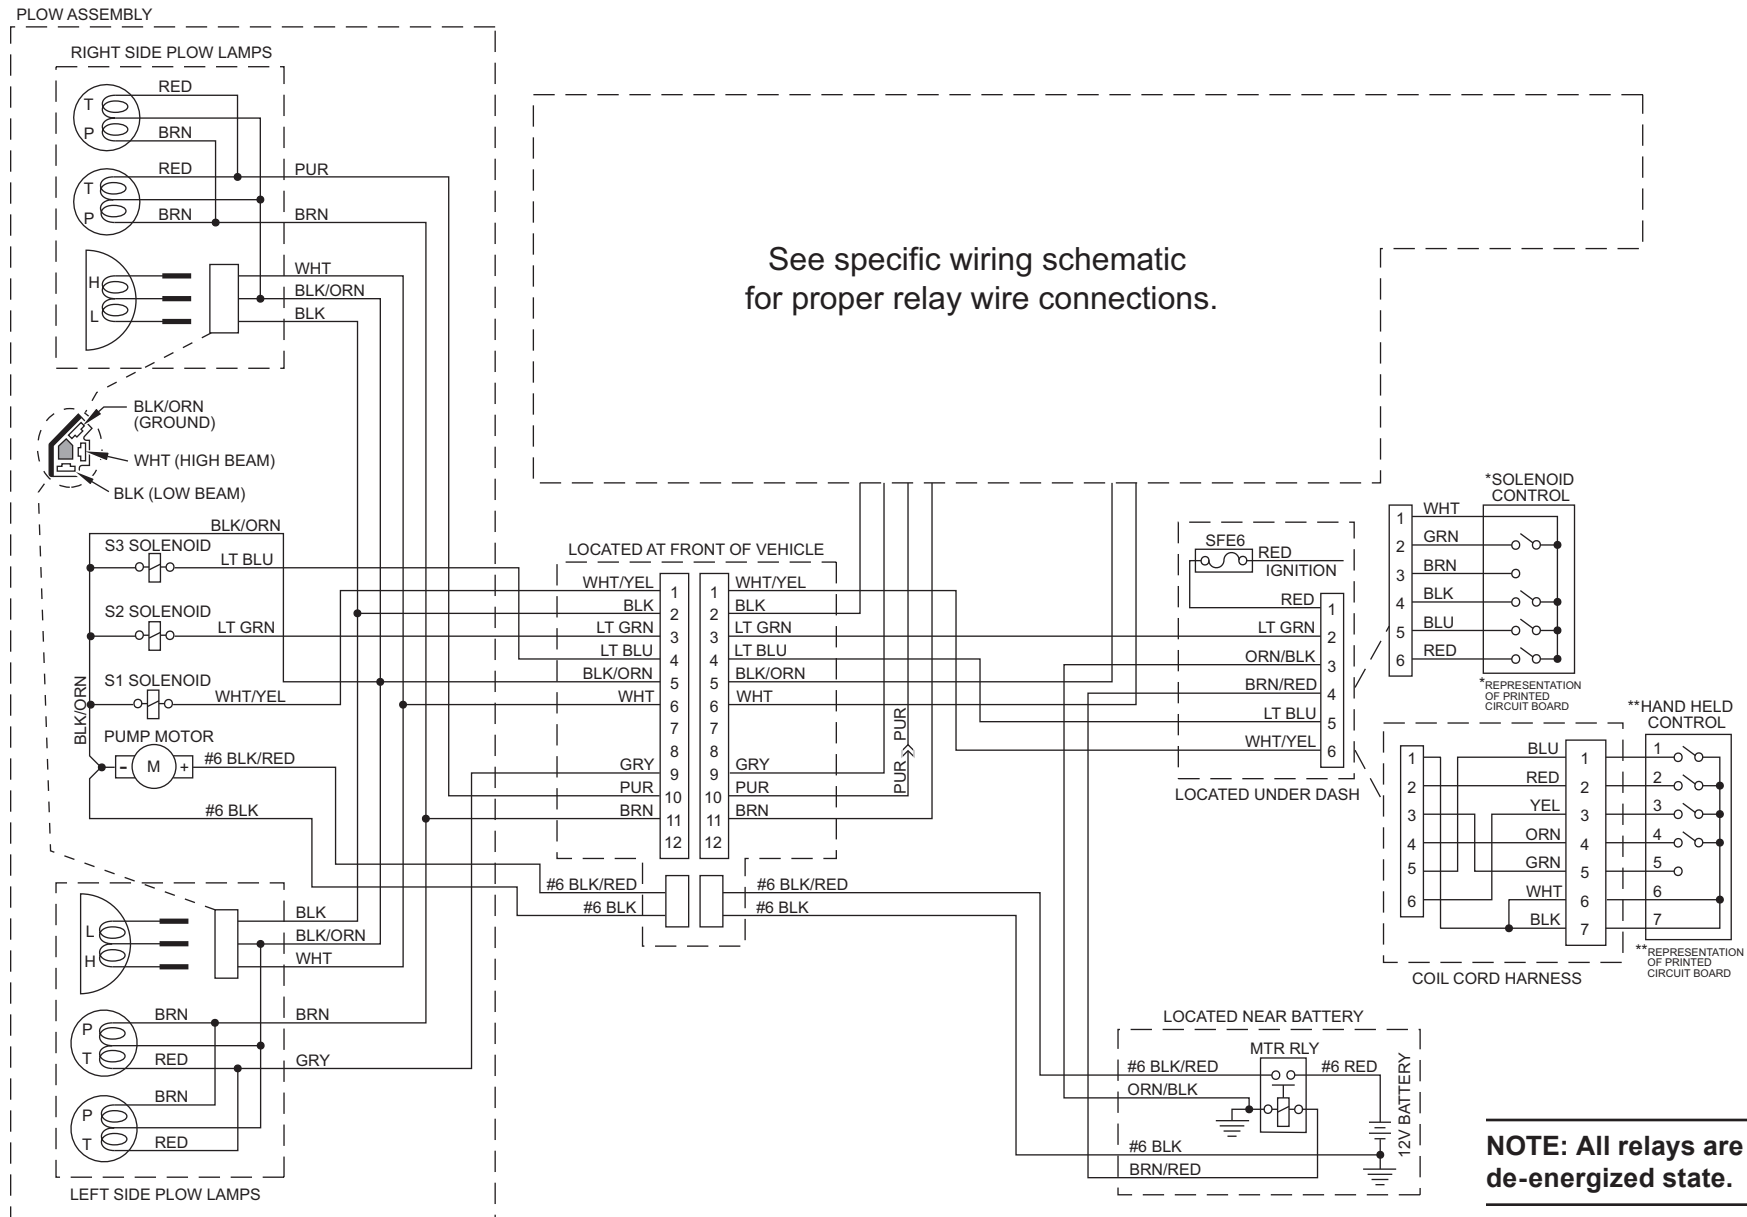 PLOW ASSEMBLY
RIGHT SIDE PLOW LAMPS
RED
T
P
BRN
RED
PUR
T
P
BRN
BRN
WHT
H
BLK/ORN
L
BLK
BLK/ORN
(GROUND)
WHT (HIGH BEAM)
BLK (LOW BEAM)
BLK/ORN
S3 SOLENOID
LT BLU
S2 SOLENOID
LT GRN
S1 SOLENOID
WHT/YEL
BLK/ORN
PUMP MOTOR
- M +
#6 BLK/RED
#6 BLK
BLK
L
BLK/ORN
H
WHT
BRN
BRN
P
T
RED
GRY
BRN
P
T
RED
LEFT SIDE PLOW LAMPS
See specific wiring schematic
for proper relay wire connections.
LOCATED AT FRONT OF VEHICLE
WHT/YEL 1 1 WHT/YEL
BLK 2 2 BLK
LT GRN 3 3 LT GRN
LT BLU 4 4 LT BLU
BLK/ORN 5 5 BLK/ORN
WHT 6 6 WHT
7 7
8 8
GRY 9 9 GRY
PUR 10 10 PUR
BRN 11 11 BRN
12 12
PUR
PUR
#6 BLK/RED #6 BLK/RED
#6 BLK #6 BLK
SFE6
RED
IGNITION
RED 1
LT GRN 2
ORN/BLK 3
BRN/RED 4
LT BLU 5
WHT/YEL 6
LOCATED UNDER DASH
*SOLENOID
CONTROL
1 WHT
2 GRN
3 BRN
4 BLK
5 BLU
6 RED
*REPRESENTATION
OF PRINTED
CIRCUIT BOARD
**HAND HELD
CONTROL
1 BLU 1 1
2 RED 2 2
3 YEL 3 3
4 ORN 4 4
5 GRN 5 5
6 WHT 6 6
BLK 7 7
**REPRESENTATION
OF PRINTED
CIRCUIT BOARD
COIL CORD HARNESS
LOCATED NEAR BATTERY
MTR RLY
#6 BLK/RED
#6 RED
ORN/BLK
12V BATTERY
#6 BLK
BRN/RED
NOTE: All relays are
de-energized state.